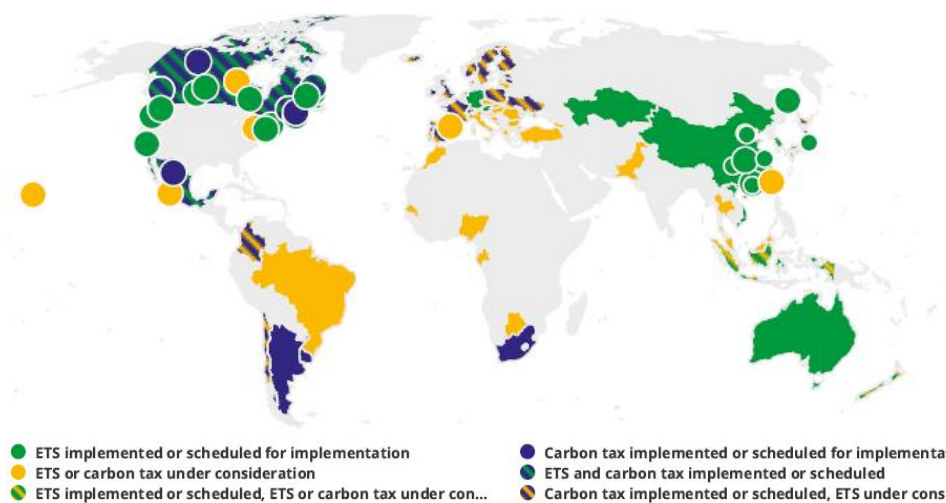 ETS implemented or scheduled for implementation
ETS or carbon tax under consideration
ETS implemented or scheduled, ETS or carbon tax under con...
Carbon tax implemented or scheduled for implementa
ETS and carbon tax implemented or scheduled
Carbon tax implemented or scheduled, ETS under cons